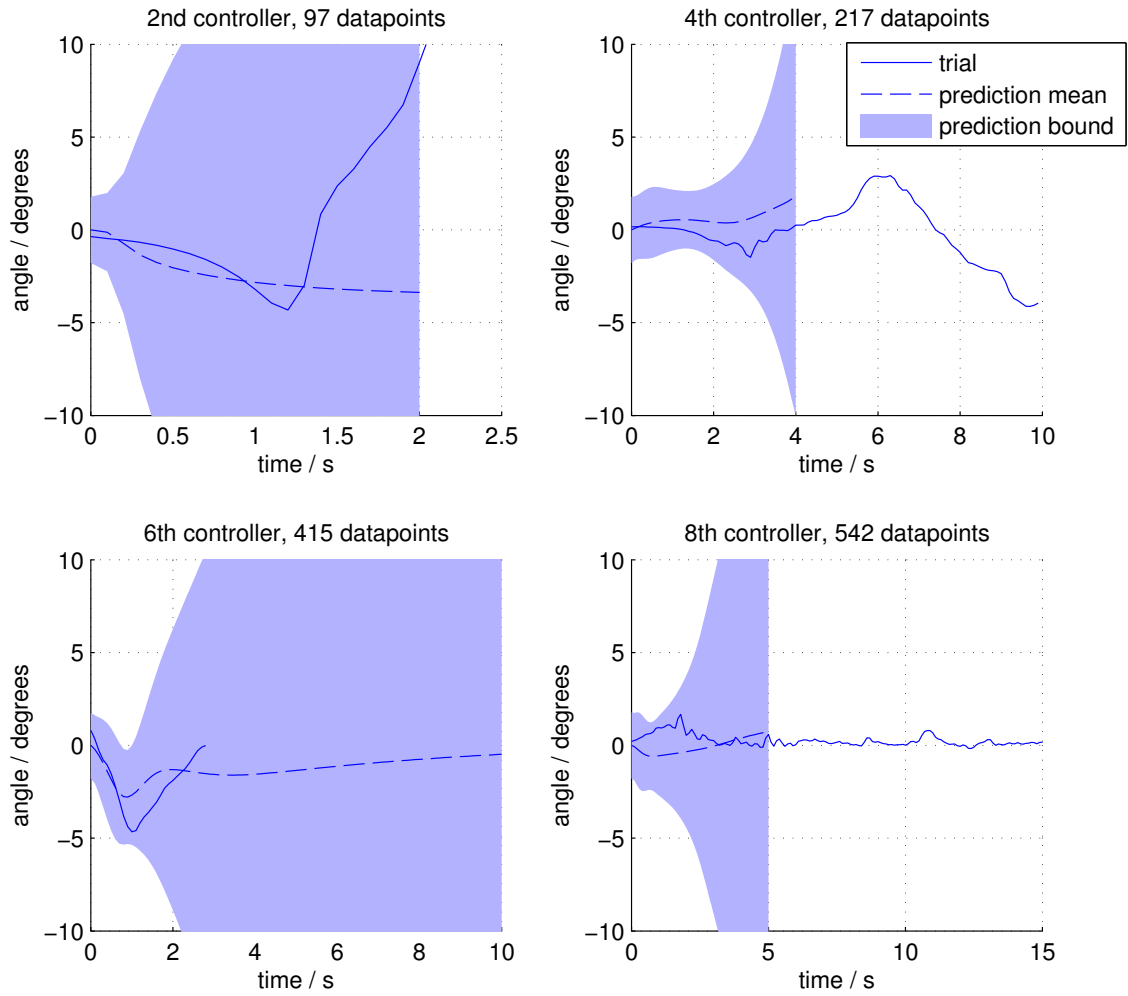 2nd controller, 97 datapoints
10
5
0
−5
−10
angle / degrees
0
0.5
1
1.5
2
2.5
time / s
4th controller, 217 datapoints
10
5
0
−5
−10
angle / degrees
0
2
4
6
8
10
time / s
trial
prediction mean
prediction bound
6th controller, 415 datapoints
10
5
0
−5
−10
angle / degrees
0
2
4
6
8
10
time / s
8th controller, 542 datapoints
10
5
0
−5
−10
angle / degrees
0
5
10
15
time / s